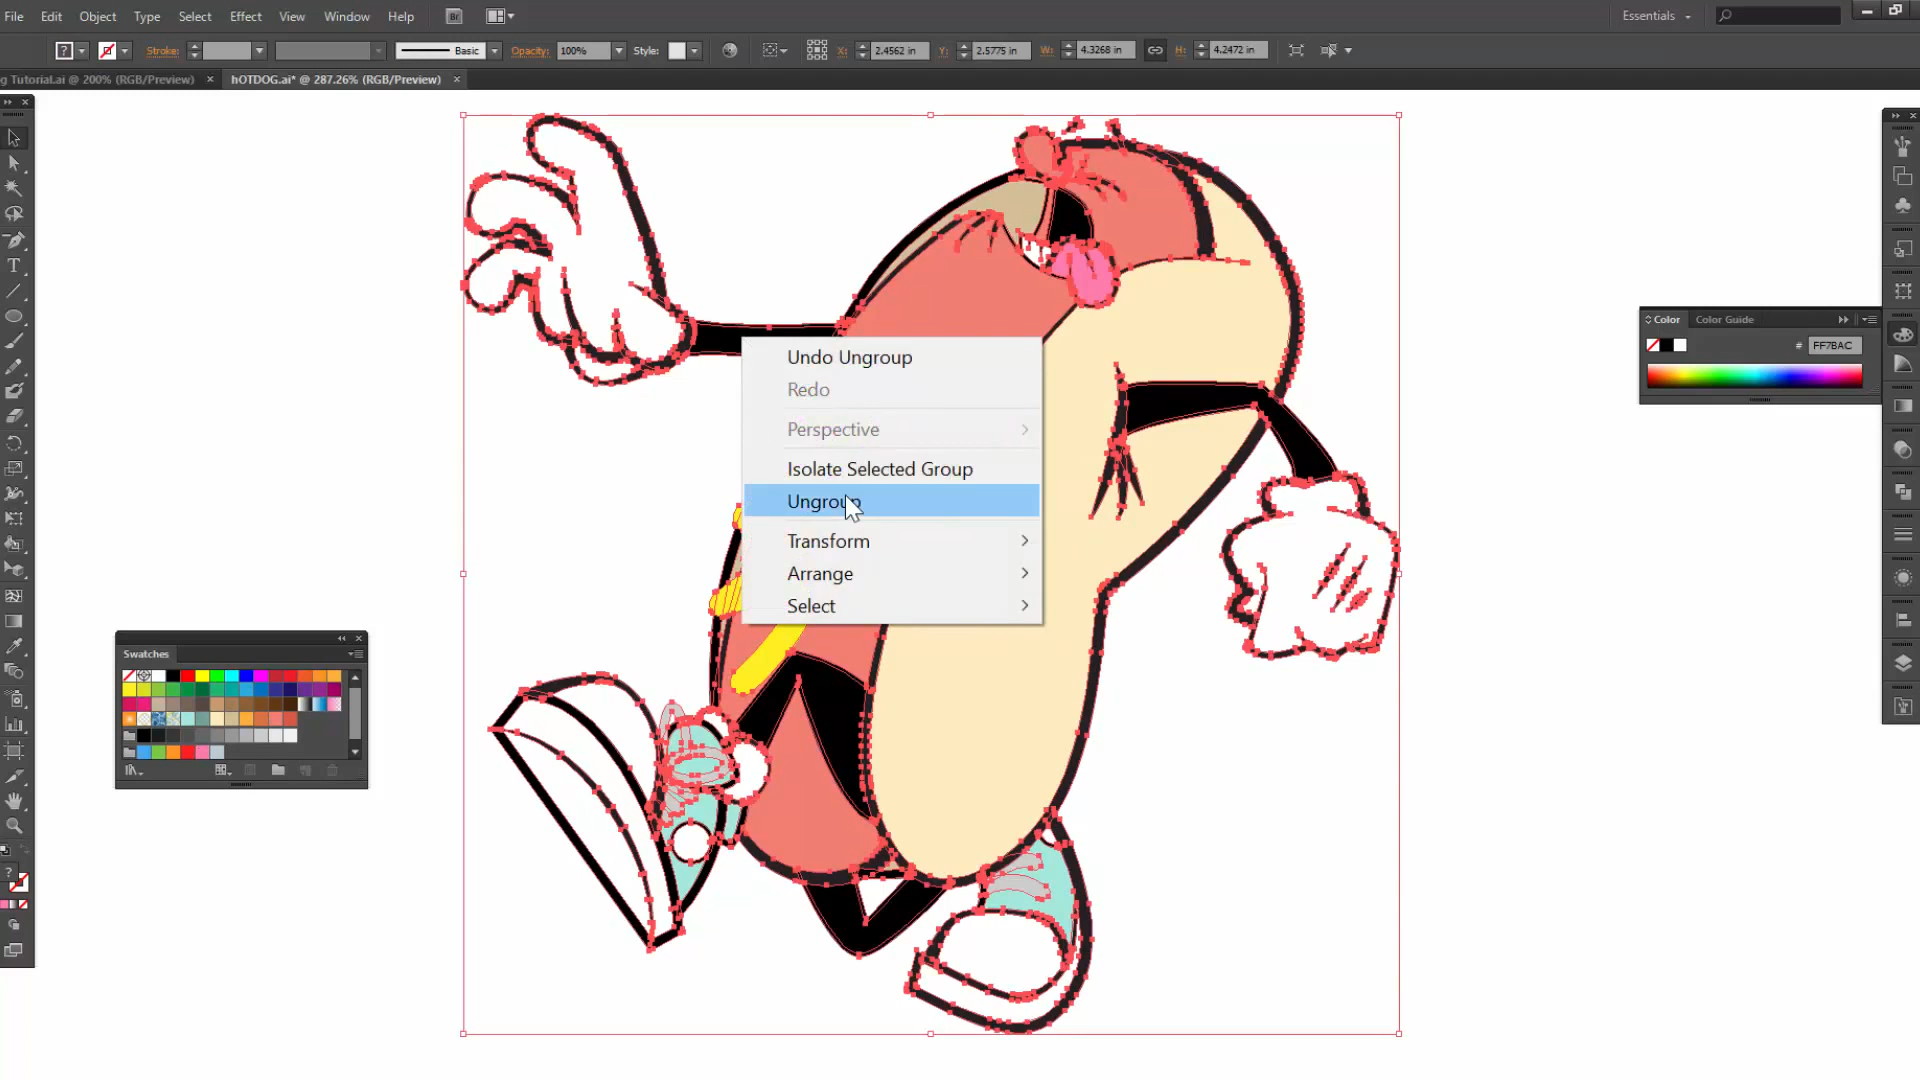 File Edit Object Type Select Effect View Window Help Br Essentials
? Stroke: Basic Opacity: 100% Style: X: 2.4562 in Y: 2.5775 in W: 4.3268 in H: 4.2472 in
g Tutorial.ai @ 200% (RGB/Preview) × hOTDOG.ai* @ 287.26% (RGB/Preview) ×
Color Color Guide
# FF7BAC
Undo Ungroup
Redo
Perspective
Isolate Selected Group
Ungroup
Transform
Arrange
Select
Swatches
T
?